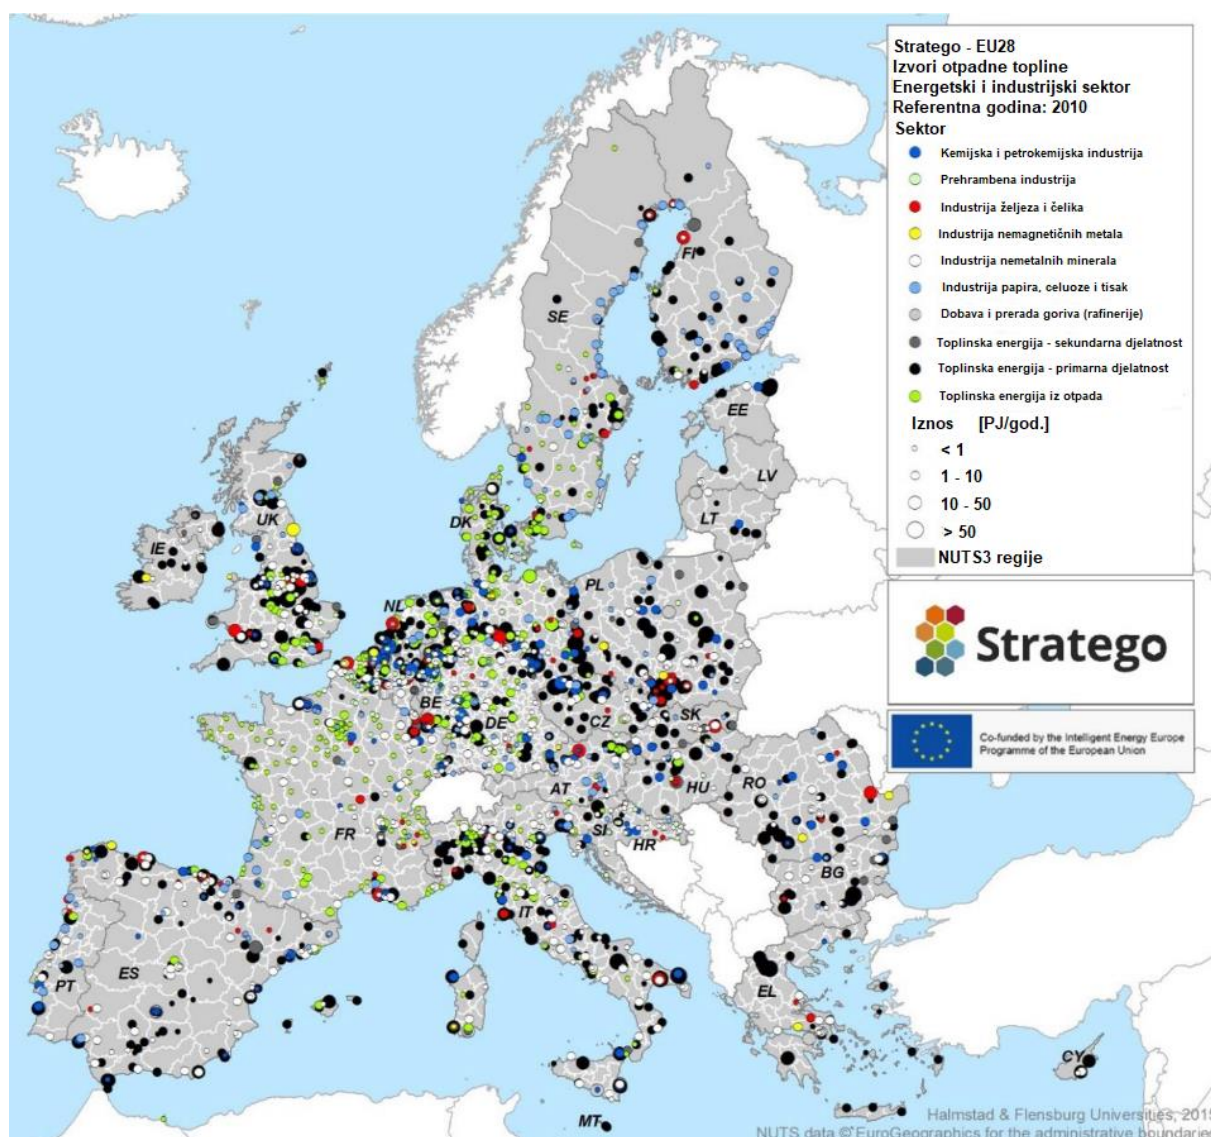 Stratego - EU28
Izvori otpadne topline
Energetski i industrijski sektor
Referentna godina: 2010
Sektor
Kemijska i petrokemijska industrija
Prehrambena industrija
Industrija željeza i čelika
Industrija nemagnetičnih metala
Industrija nemetalnih minerala
Industrija papira, celuoze i tisak
Dobava i prerada goriva (rafinerije)
Toplinska energija - sekundarna djelatnost
Toplinska energija - primarna djelatnost
Toplinska energija iz otpada
Iznos [PJ/god.]
< 1
1 - 10
10 - 50
> 50
NUTS3 regije
Stratego
Co-funded by the Intelligent Energy Europe
Programme of the European Union
FI
SE
EE
LV
LT
DK
UK
IE
NL
PL
BE
DE
CZ
SK
AT
HU
RO
FR
SI
HR
BG
IT
ES
PT
EL
CY
MT
Halmstad & Flensburg Universities, 2015
NUTS data © EuroGeographics for the administrative boundaries